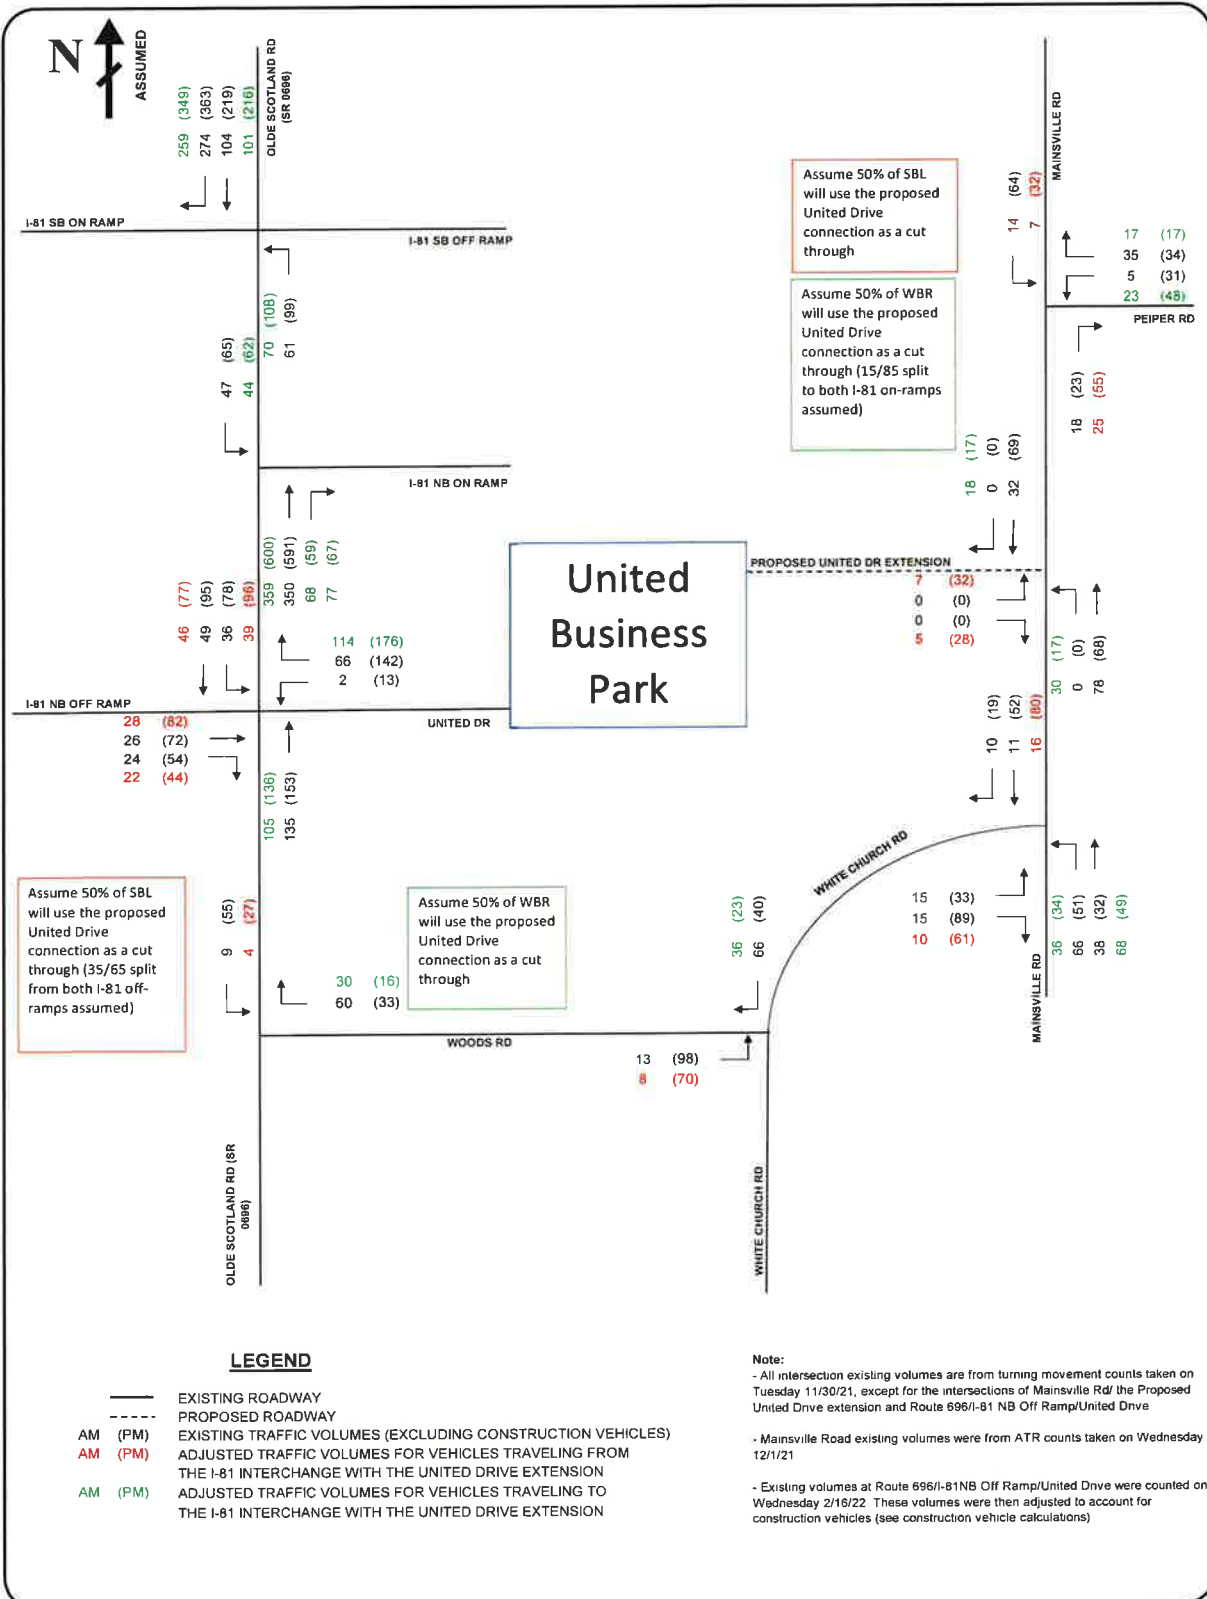 N
ASSUMED
259 (349)
274 (363)
104 (219)
101 (216)
OLDE SCOTLAND RD
(SR 0696)
I-81 SB ON RAMP
I-81 SB OFF RAMP
70 (108)
61 (99)
47 (65)
44 (62)
I-81 NB ON RAMP
359 (600)
350 (591)
68 (59)
77 (67)
46 (77)
49 (95)
36 (78)
39 (96)
114 (176)
66 (142)
2 (13)
I-81 NB OFF RAMP
UNITED DR
28 (82)
26 (72)
24 (54)
22 (44)
105 (136)
135 (153)
United
Business
Park
Assume 50% of SBL
will use the proposed
United Drive
connection as a cut
through
Assume 50% of WBR
will use the proposed
United Drive
connection as a cut
through (15/85 split
to both I-81 on-ramps
assumed)
MAINSVILLE RD
14 (64)
7 (32)
17 (17)
35 (34)
5 (31)
23 (48)
PEIPER RD
18 (23)
25 (55)
18 (17)
0 (0)
32 (69)
PROPOSED UNITED DR EXTENSION
7 (32)
0 (0)
0 (0)
5 (28)
30 (17)
0 (0)
78 (68)
10 (19)
11 (52)
16 (80)
WHITE CHURCH RD
15 (33)
15 (89)
10 (61)
36 (34)
66 (51)
38 (32)
68 (49)
MAINSVILLE RD
Assume 50% of SBL
will use the proposed
United Drive
connection as a cut
through (35/65 split
from both I-81 off-
ramps assumed)
9 (55)
4 (27)
30 (16)
60 (33)
Assume 50% of WBR
will use the proposed
United Drive
connection as a cut
through
36 (23)
66 (40)
WOODS RD
13 (98)
8 (70)
OLDE SCOTLAND RD (SR
0696)
WHITE CHURCH RD
LEGEND
EXISTING ROADWAY
PROPOSED ROADWAY
AM (PM) EXISTING TRAFFIC VOLUMES (EXCLUDING CONSTRUCTION VEHICLES)
AM (PM) ADJUSTED TRAFFIC VOLUMES FOR VEHICLES TRAVELING FROM
THE I-81 INTERCHANGE WITH THE UNITED DRIVE EXTENSION
AM (PM) ADJUSTED TRAFFIC VOLUMES FOR VEHICLES TRAVELING TO
THE I-81 INTERCHANGE WITH THE UNITED DRIVE EXTENSION
Note:
- All intersection existing volumes are from turning movement counts taken on
Tuesday 11/30/21, except for the intersections of Mainsville Rd/ the Proposed
United Drive extension and Route 696/I-81 NB Off Ramp/United Drive
- Mainsville Road existing volumes were from ATR counts taken on Wednesday
12/1/21
- Existing volumes at Route 696/I-81NB Off Ramp/United Drive were counted on
Wednesday 2/16/22 These volumes were then adjusted to account for
construction vehicles (see construction vehicle calculations)